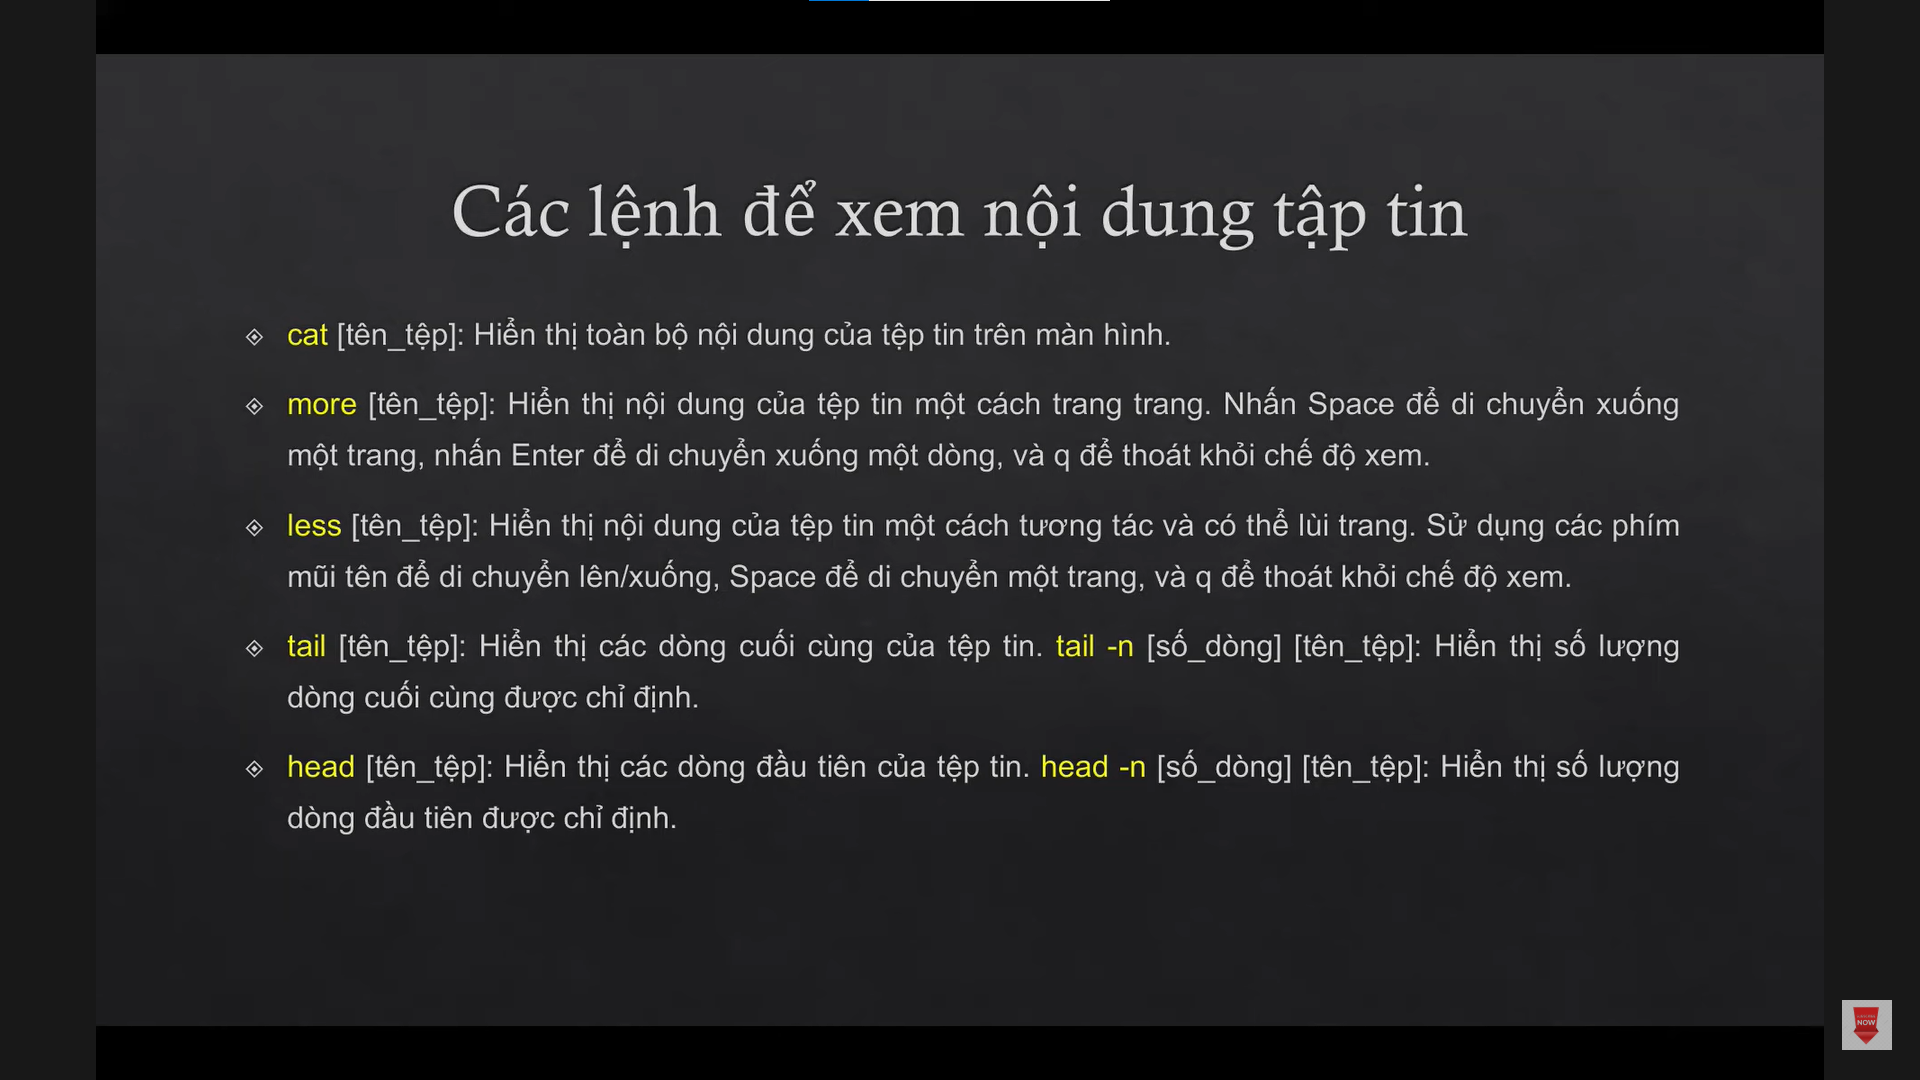 Các lệnh để xem nội dung tập tin
cat [tên_tệp]: Hiển thị toàn bộ nội dung của tệp tin trên màn hình.
more [tên_tệp]: Hiển thị nội dung của tệp tin một cách trang trang. Nhấn Space để di chuyển xuống
một trang, nhấn Enter để di chuyển xuống một dòng, và q để thoát khỏi chế độ xem.
less [tên_tệp]: Hiển thị nội dung của tệp tin một cách tương tác và có thể lùi trang. Sử dụng các phím
mũi tên để di chuyển lên/xuống, Space để di chuyển một trang, và q để thoát khỏi chế độ xem.
tail [tên_tệp]: Hiển thị các dòng cuối cùng của tệp tin. tail -n [số_dòng] [tên_tệp]: Hiển thị số lượng
dòng cuối cùng được chỉ định.
head [tên_tệp]: Hiển thị các dòng đầu tiên của tệp tin. head -n [số_dòng] [tên_tệp]: Hiển thị số lượng
dòng đầu tiên được chỉ định.
NOW